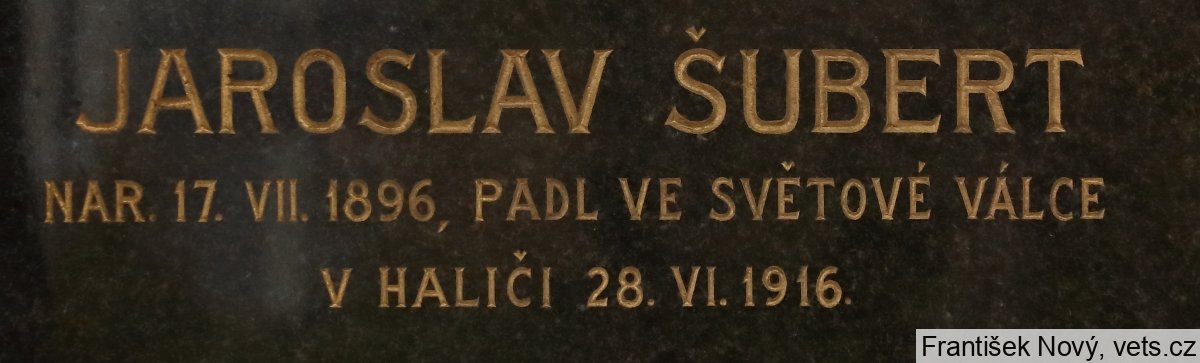 JAROSLAV ŠUBERT
NAR. 17. VII. 1896, PADL VE SVĚTOVÉ VÁLCE
V HALIČI 28. VI. 1916.
František Nový, vets.cz